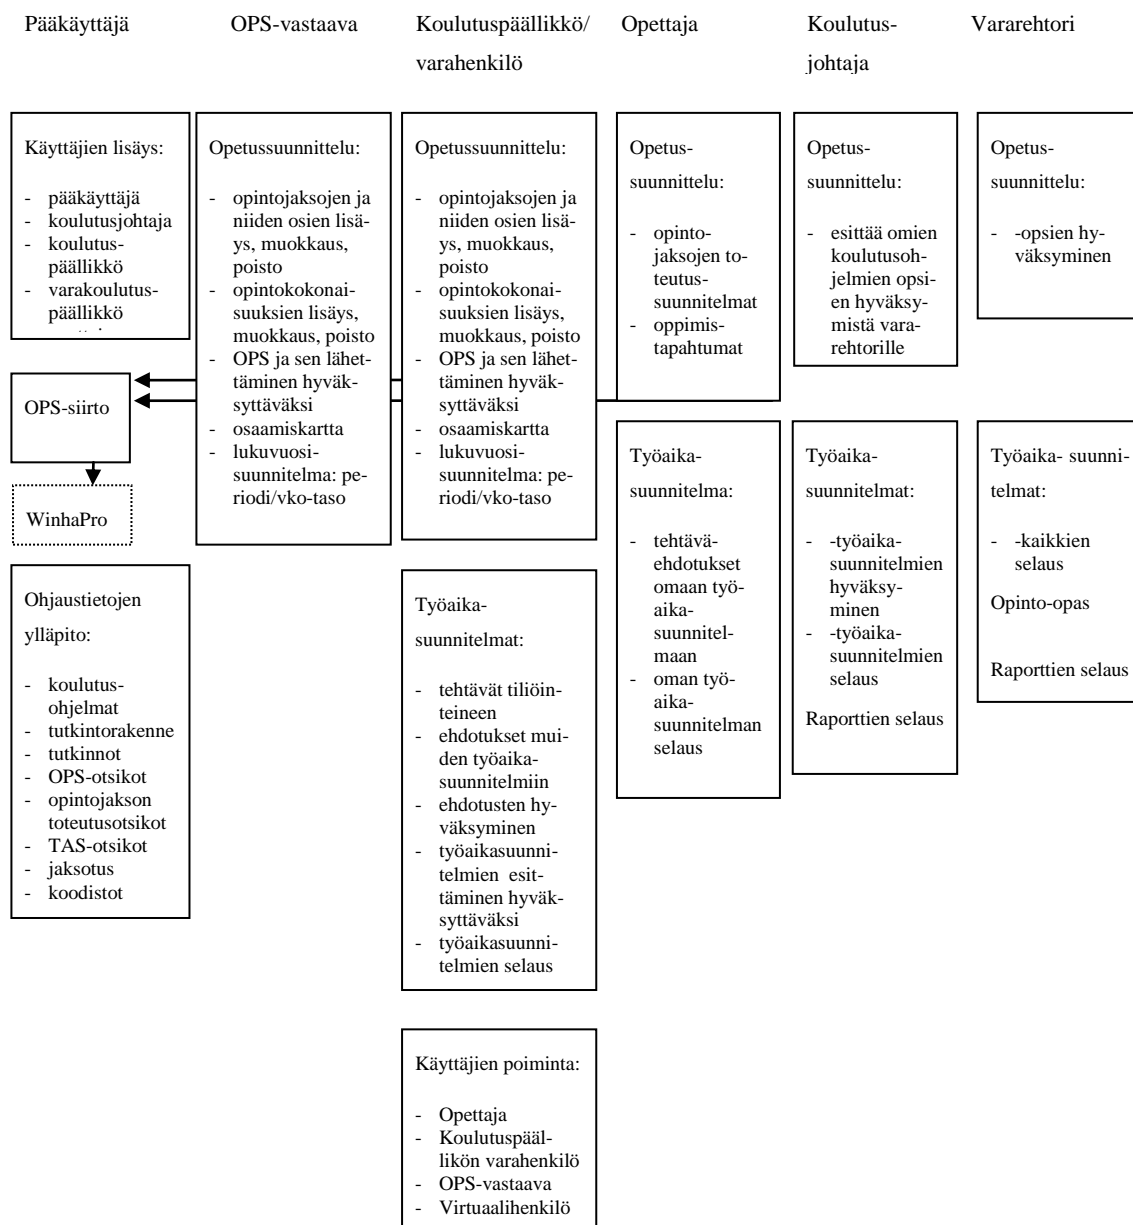 Pääkäyttäjä
OPS-vastaava
Koulutuspäällikkö/
varahenkilö
Opettaja
Koulutus-
johtaja
Vararehtori
Käyttäjien lisäys:
- pääkäyttäjä
- koulutusjohtaja
- koulutus-
päällikkö
- varakoulutus-
päällikkö
OPS-siirto
WinhaPro
Ohjaustietojen
ylläpito:
- koulutus-
ohjelmat
- tutkintorakenne
- tutkinnot
- OPS-otsikot
- opintojakson
toteutusotsikot
- TAS-otsikot
- jaksotus
- koodistot
Opetussuunnittelu:
- opintojaksojen ja
niiden osien lisä-
ys, muokkaus,
poisto
- opintokokonai-
suuksien lisäys,
muokkaus, poisto
- OPS ja sen lähet-
täminen hyväk-
syttäväksi
- osaamiskartta
- lukuvuosi-
suunnitelma: pe-
riodi/vko-taso
Opetussuunnittelu:
- opintojaksojen ja
niiden osien lisä-
ys, muokkaus,
poisto
- opintokokonai-
suuksien lisäys,
muokkaus, poisto
- OPS ja sen lähet-
täminen hyväk-
syttäväksi
- osaamiskartta
- lukuvuosi-
suunnitelma: pe-
riodi/vko-taso
Työaika-
suunnitelmat:
- tehtävät tiliöin-
teineen
- ehdotukset mui-
den työaika-
suunnitelmiin
- ehdotusten hy-
väksyminen
- työaikasuunni-
telmien esit-
täminen hyväk-
syttäväksi
- työaikasuunni-
telmien selaus
Käyttäjien poiminta:
- Opettaja
- Koulutuspääl-
likön varahenkilö
- OPS-vastaava
- Virtuaalihenkilö
Opetus-
suunnittelu:
- opinto-
jaksojen to-
teutus-
suunnitelmat
- oppimis-
tapahtumat
Työaika-
suunnitelma:
- tehtävä-
ehdotukset
omaan työ-
aika-
suunnitel-
maan
- oman työ-
aika-
suunnitelman
selaus
Opetus-
suunnittelu:
- esittää omien
koulutusoh-
jelmien opsi-
en hyväksy-
mistä vara-
rehtorille
Työaika-
suunnitelmat:
- -työaika-
suunnitelmien
hyväksy-
minen
- -työaika-
suunnitelmien
selaus
Raporttien selaus
Opetus-
suunnittelu:
- -opsien hy-
väksyminen
Työaika- suunni-
telmat:
- -kaikkien
selaus
Opinto-opas
Raporttien selaus